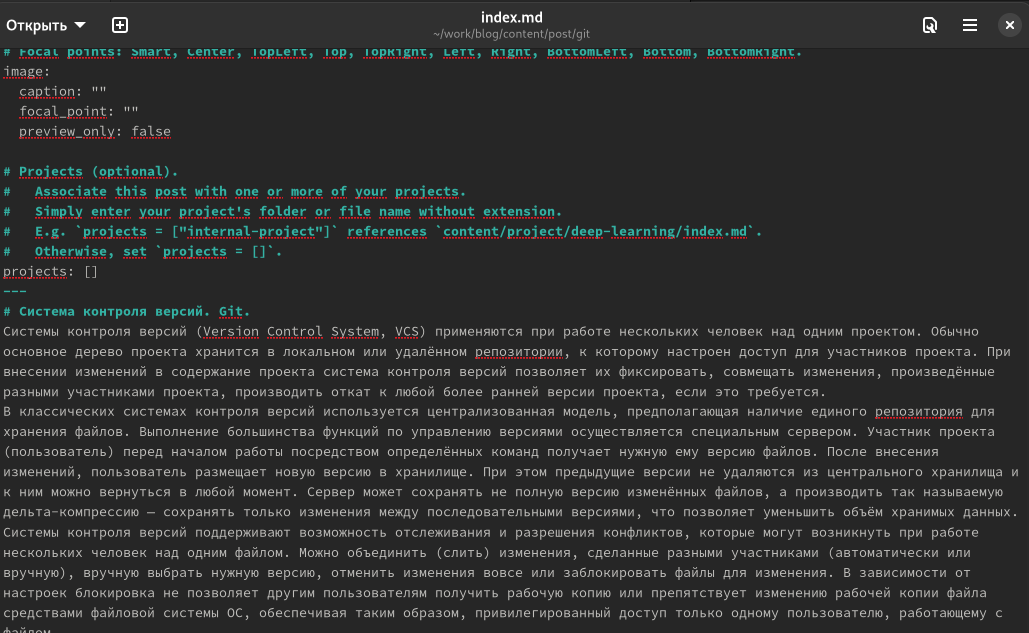 Открыть
index.md
~/work/blog/content/post/git
# Focal points: Smart, Center, TopLeft, Top, TopRight, Left, Right, BottomLeft, Bottom, BottomRight.
image:
  caption: ""
  focal_point: ""
  preview_only: false
# Projects (optional).
#   Associate this post with one or more of your projects.
#   Simply enter your project's folder or file name without extension.
#   E.g. `projects = ["internal-project"]` references `content/project/deep-learning/index.md`.
#   Otherwise, set `projects = []`.
projects: []
---
# Система контроля версий. Git.
Системы контроля версий (Version Control System, VCS) применяются при работе нескольких человек над одним проектом. Обычно
основное дерево проекта хранится в локальном или удалённом репозитории, к которому настроен доступ для участников проекта. При
внесении изменений в содержание проекта система контроля версий позволяет их фиксировать, совмещать изменения, произведённые
разными участниками проекта, производить откат к любой более ранней версии проекта, если это требуется.
В классических системах контроля версий используется централизованная модель, предполагающая наличие единого репозитория для
хранения файлов. Выполнение большинства функций по управлению версиями осуществляется специальным сервером. Участник проекта
(пользователь) перед началом работы посредством определённых команд получает нужную ему версию файлов. После внесения
изменений, пользователь размещает новую версию в хранилище. При этом предыдущие версии не удаляются из центрального хранилища и
к ним можно вернуться в любой момент. Сервер может сохранять не полную версию изменённых файлов, а производить так называемую
дельта-компрессию — сохранять только изменения между последовательными версиями, что позволяет уменьшить объём хранимых данных.
Системы контроля версий поддерживают возможность отслеживания и разрешения конфликтов, которые могут возникнуть при работе
нескольких человек над одним файлом. Можно объединить (слить) изменения, сделанные разными участниками (автоматически или
вручную), вручную выбрать нужную версию, отменить изменения вовсе или заблокировать файлы для изменения. В зависимости от
настроек блокировка не позволяет другим пользователям получить рабочую копию или препятствует изменению рабочей копии файла
средствами файловой системы ОС, обеспечивая таким образом, привилегированный доступ только одному пользователю, работающему с
файлом.